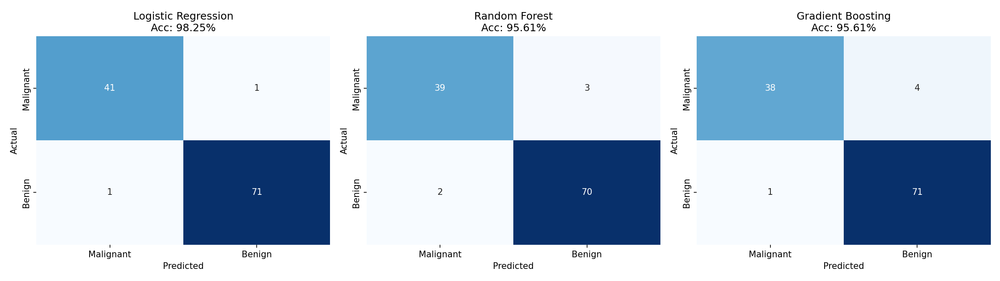 Logistic Regression
Acc: 98.25%
Actual
Malignant
Benign
41
1
1
71
Malignant
Benign
Predicted
Random Forest
Acc: 95.61%
Actual
Malignant
Benign
39
3
2
70
Malignant
Benign
Predicted
Gradient Boosting
Acc: 95.61%
Actual
Malignant
Benign
38
4
1
71
Malignant
Benign
Predicted